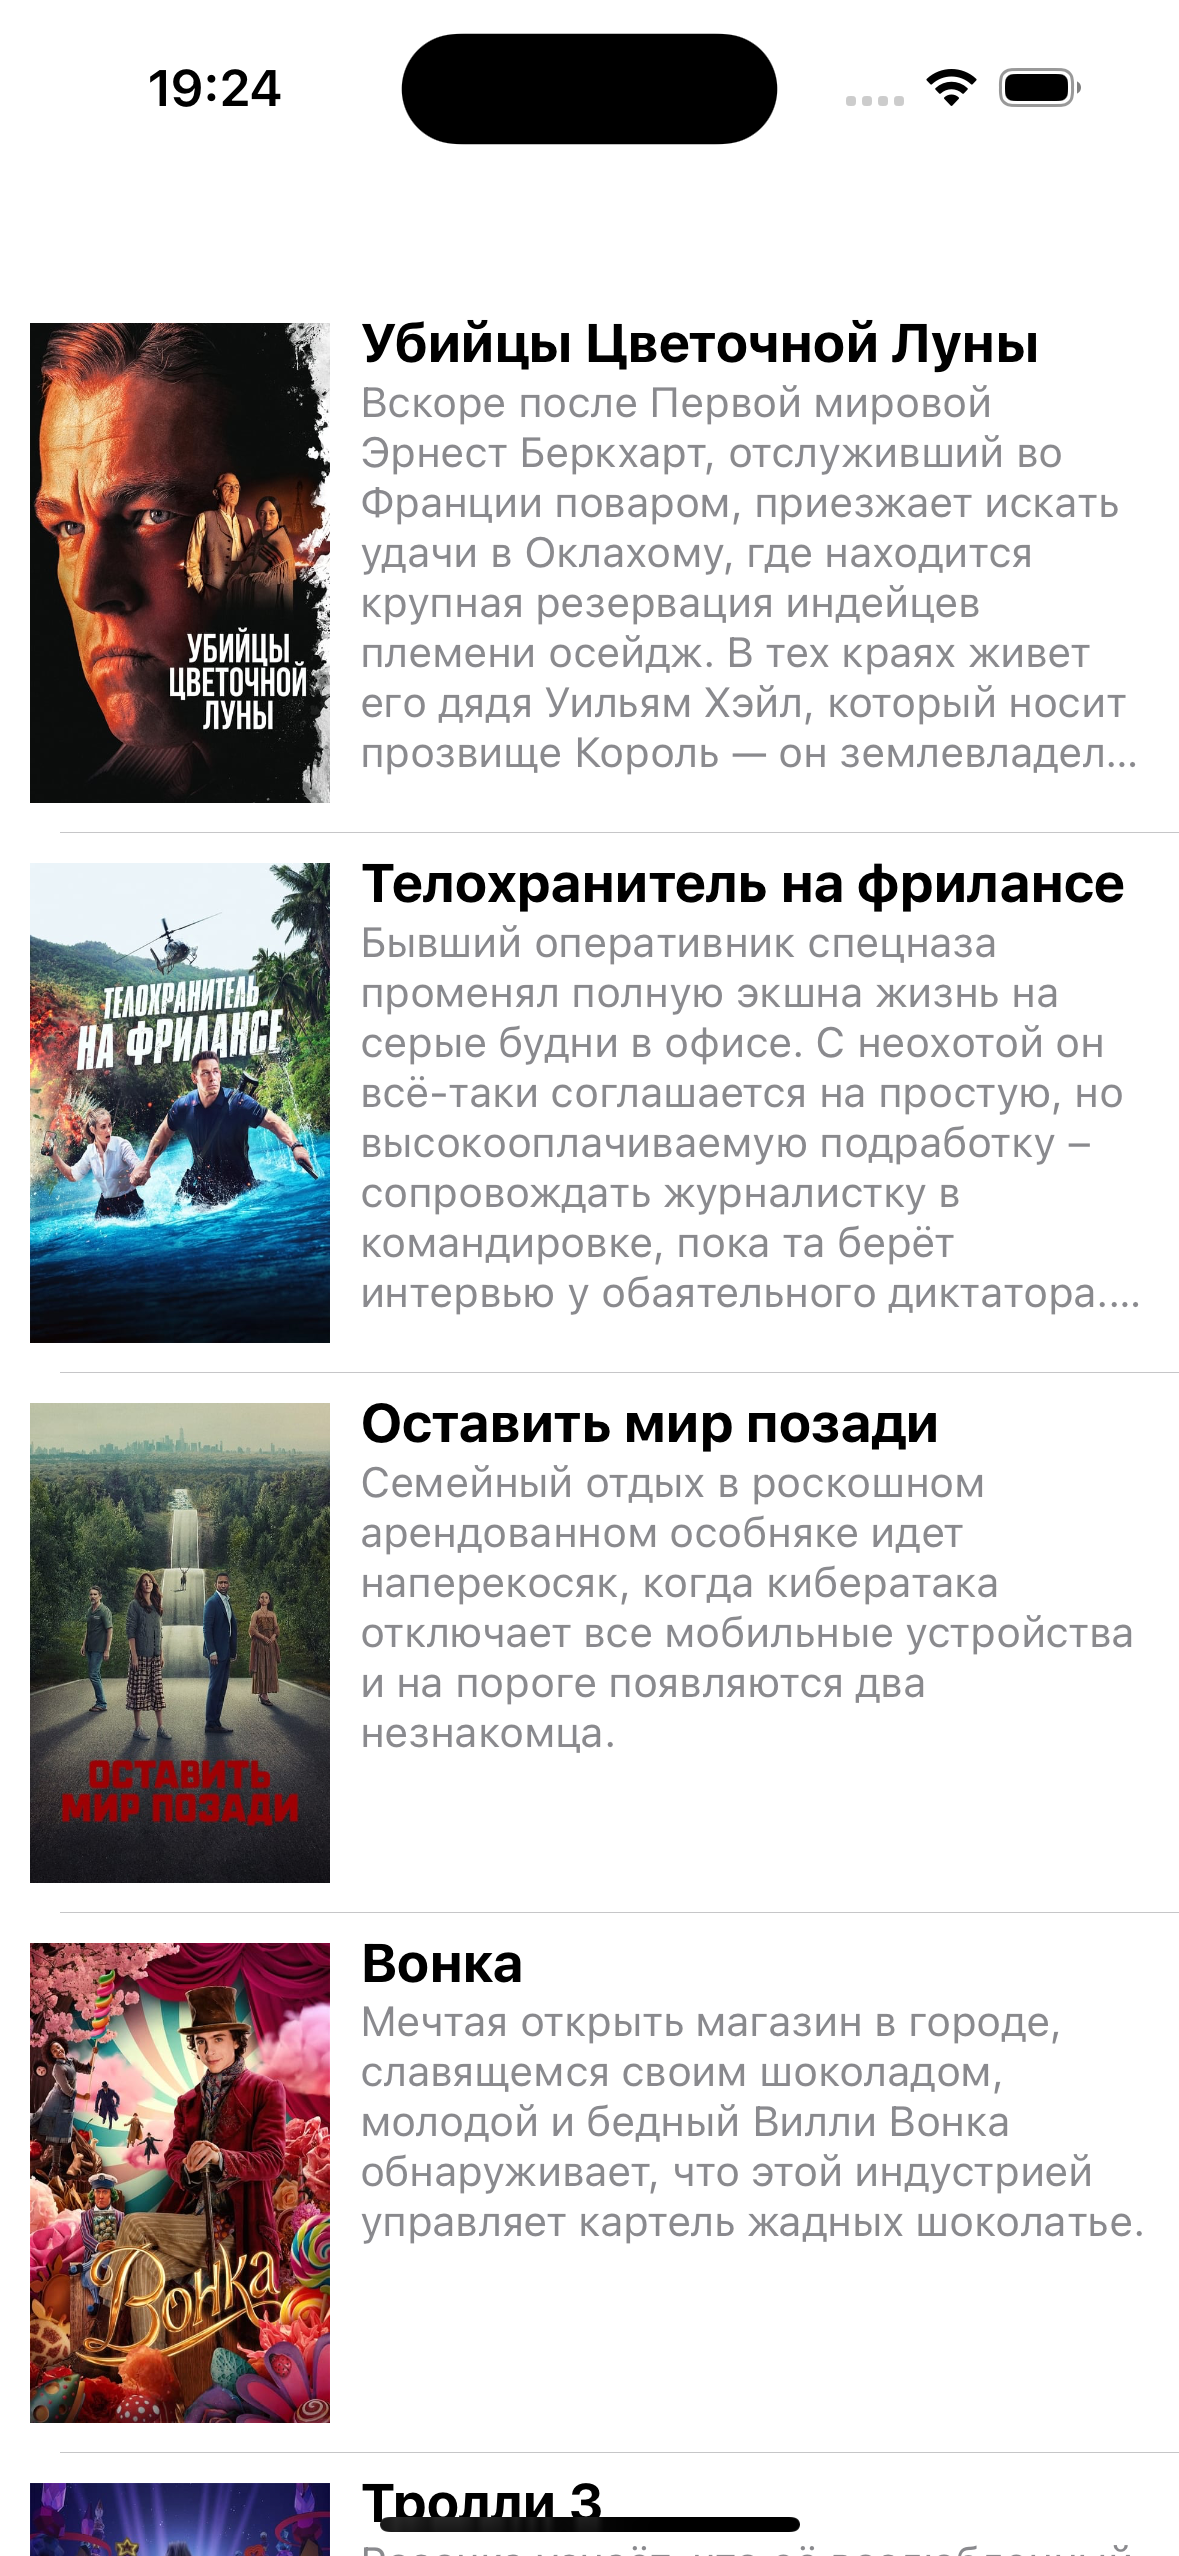 19:24
Убийцы Цветочной Луны
Вскоре после Первой мировой
Эрнест Беркхарт, отслуживший во
Франции поваром, приезжает искать
удачи в Оклахому, где находится
крупная резервация индейцев
племени осейдж. В тех краях живет
его дядя Уильям Хэйл, который носит
прозвище Король — он землевладел...
УБИЙЦЫ
ЦВЕТОЧНОЙ
ЛУНЫ
Телохранитель на фрилансе
Бывший оперативник спецназа
променял полную экшна жизнь на
серые будни в офисе. С неохотой он
всё-таки соглашается на простую, но
высокооплачиваемую подработку –
сопровождать журналистку в
командировке, пока та берёт
интервью у обаятельного диктатора....
ТЕЛОХРАНИТЕЛЬ
НА ФРИЛАНСЕ
Оставить мир позади
Семейный отдых в роскошном
арендованном особняке идет
наперекосяк, когда кибератака
отключает все мобильные устройства
и на пороге появляются два
незнакомца.
ОСТАВИТЬ
МИР ПОЗАДИ
Вонка
Мечтая открыть магазин в городе,
славящемся своим шоколадом,
молодой и бедный Вилли Вонка
обнаруживает, что этой индустрией
управляет картель жадных шоколатье.
Вонка
Тролли 3